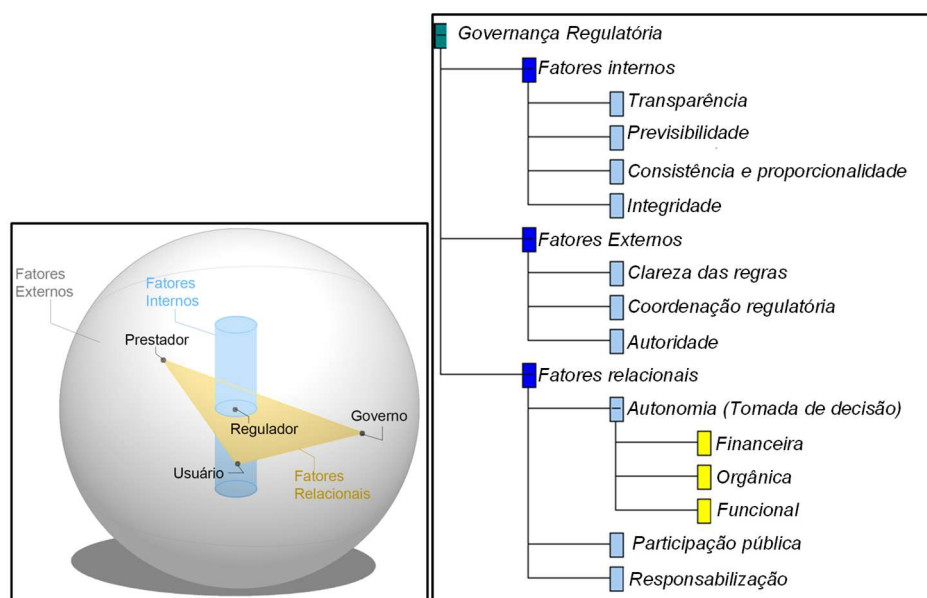 Fatores
Externos
Fatores
Internos
Prestador
Governo
Regulador
Usuário
Fatores
Relacionais
Governança Regulatória
Fatores internos
Transparência
Previsibilidade
Consistência e proporcionalidade
Integridade
Fatores Externos
Clareza das regras
Coordenação regulatória
Autoridade
Fatores relacionais
Autonomia (Tomada de decisão)
Financeira
Orgânica
Funcional
Participação pública
Responsabilização